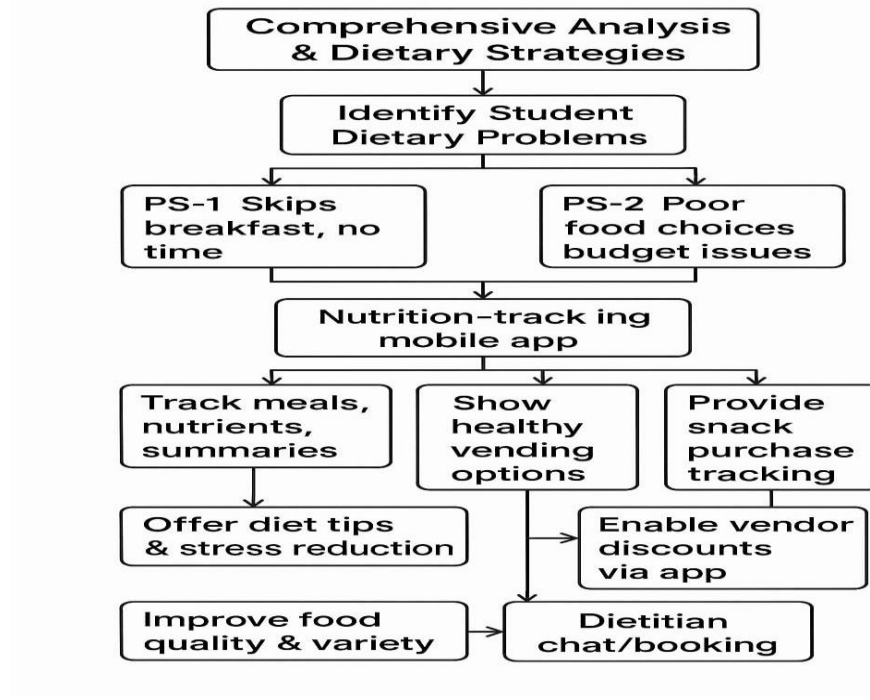 Comprehensive Analysis
& Dietary Strategies
Identify Student
Dietary Problems
PS-1 Skips
breakfast, no
time
PS-2 Poor
food choices
budget issues
Nutrition-track ing
mobile app
Track meals,
nutrients,
summaries
Show
healthy
vending
options
Provide
snack
purchase
tracking
Offer diet tips
& stress reduction
Enable vendor
discounts
via app
Improve food
quality & variety
Dietitian
chat/booking